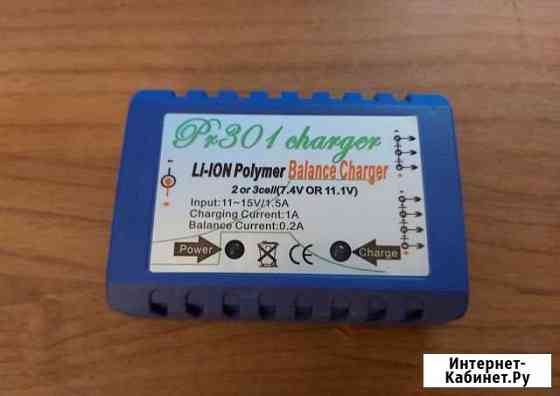 Pr301 charger
LI-ION Polymer Balance Charger
2 or 3cell(7.4V OR 11.1V)
Input:11~15V/1.5A
Charging Current:1A
Balance Current:0.2A
Power
CE
Charge
Интернет-
Кабинет.Ру